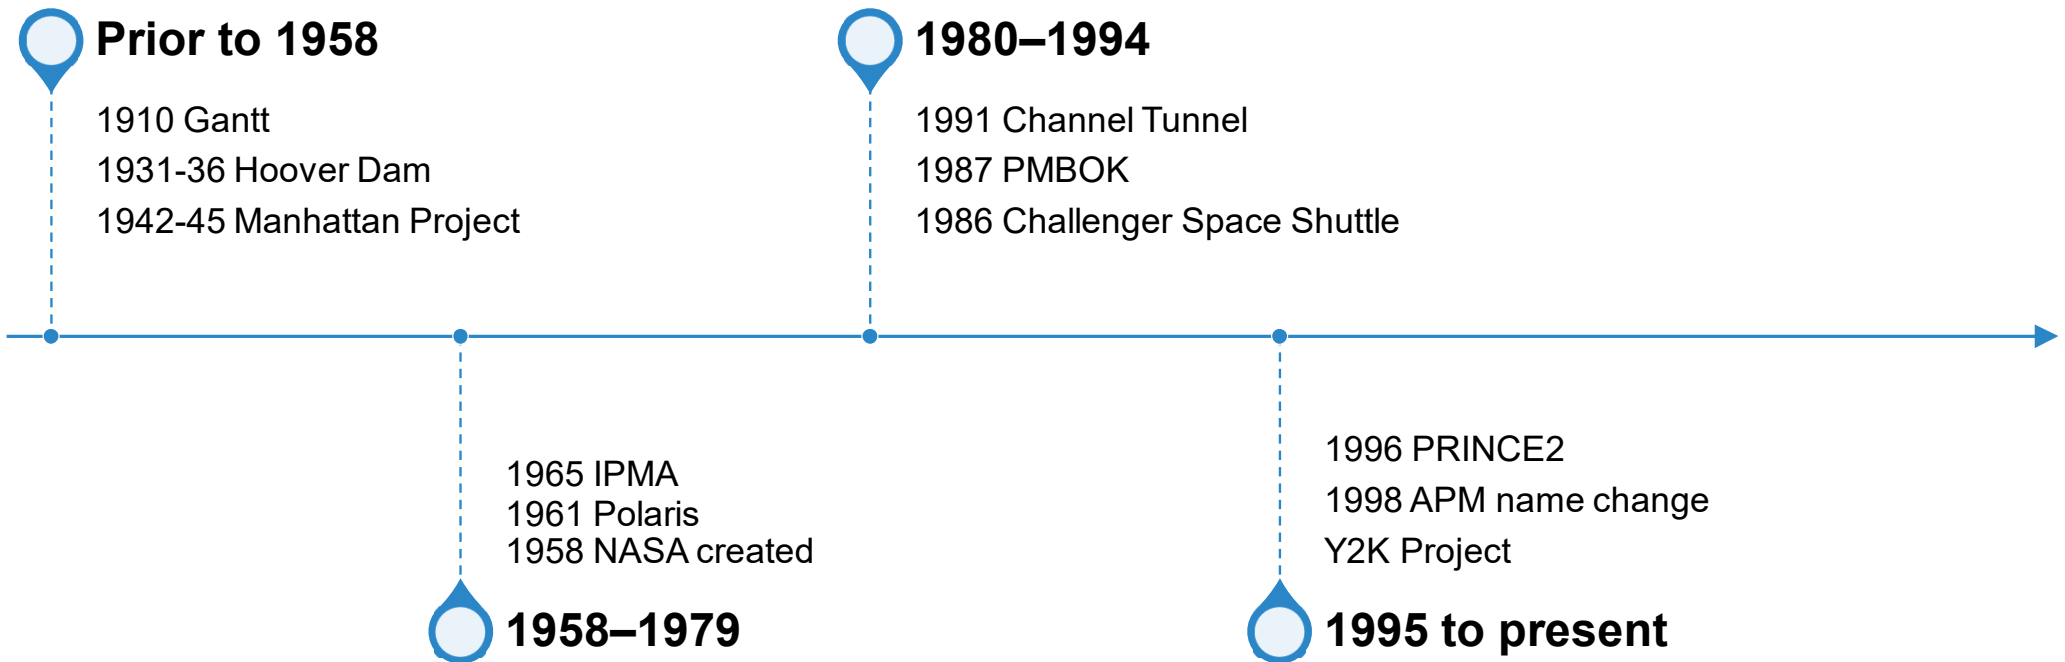 Prior to 1958
1910 Gantt
1931-36 Hoover Dam
1942-45 Manhattan Project
1980–1994
1991 Channel Tunnel
1987 PMBOK
1986 Challenger Space Shuttle
1965 IPMA
1961 Polaris
1958 NASA created
1958–1979
1996 PRINCE2
1998 APM name change
Y2K Project
1995 to present